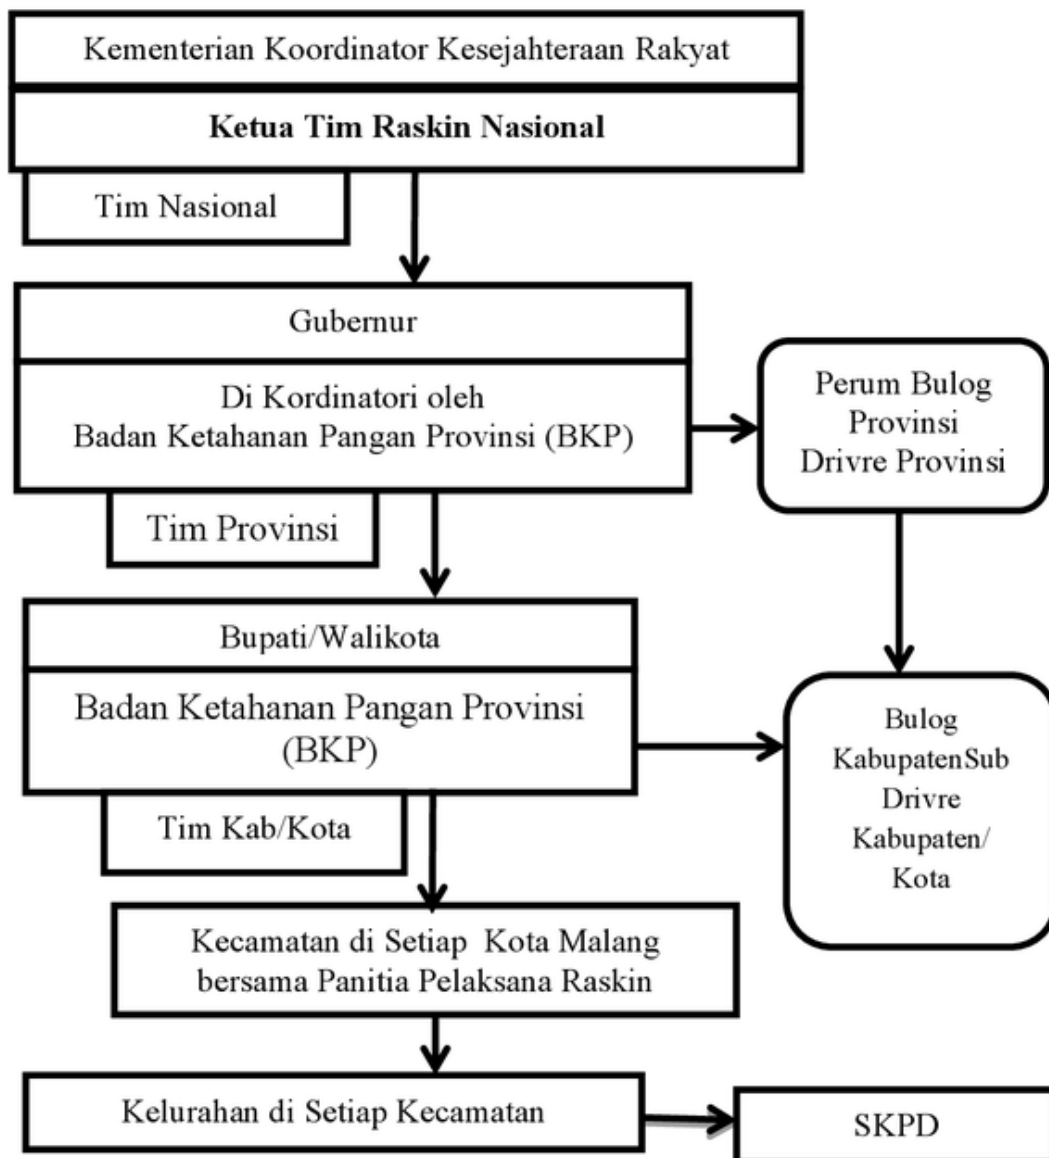 Kementerian Koordinator Kesejahteraan Rakyat
Ketua Tim Raskin Nasional
Tim Nasional
Gubernur
Di Kordinatori oleh
Badan Ketahanan Pangan Provinsi (BKP)
Perum Bulog
Provinsi
Drivre Provinsi
Tim Provinsi
Bupati/Walikota
Badan Ketahanan Pangan Provinsi
(BKP)
Bulog
KabupatenSub
Drivre
Kabupaten/
Kota
Tim Kab/Kota
Kecamatan di Setiap Kota Malang
bersama Panitia Pelaksana Raskin
Kelurahan di Setiap Kecamatan
SKPD